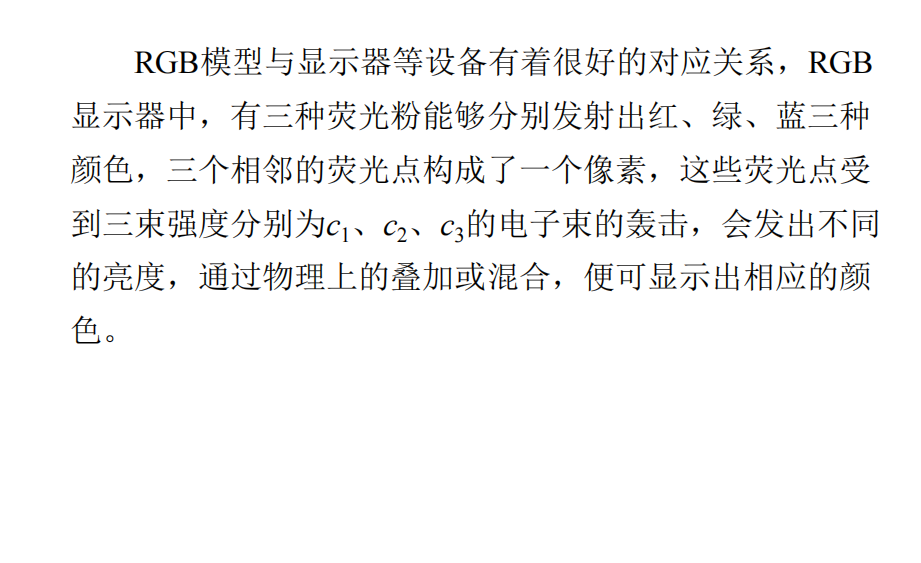 RGB模型与显示器等设备有着很好的对应关系，RGB
显示器中，有三种荧光粉能够分别发射出红、绿、蓝三种
颜色，三个相邻的荧光点构成了一个像素，这些荧光点受
到三束强度分别为c₁、c₂、c₃的电子束的轰击，会发出不同
的亮度，通过物理上的叠加或混合，便可显示出相应的颜
色。